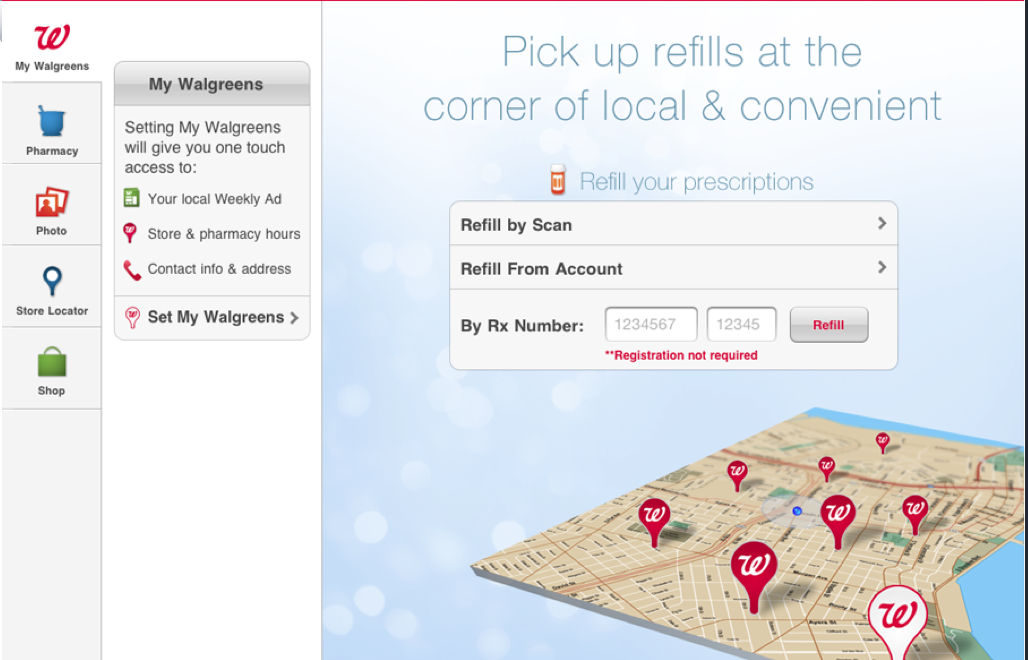 My Walgreens
Pharmacy
Photo
Store Locator
Shop
My Walgreens
Setting My Walgreens
will give you one touch
access to:
Your local Weekly Ad
Store & pharmacy hours
Contact info & address
Set My Walgreens
Pick up refills at the
corner of local & convenient
Refill your prescriptions
Refill by Scan
Refill From Account
By Rx Number: 1234567 12345 Refill
**Registration not required